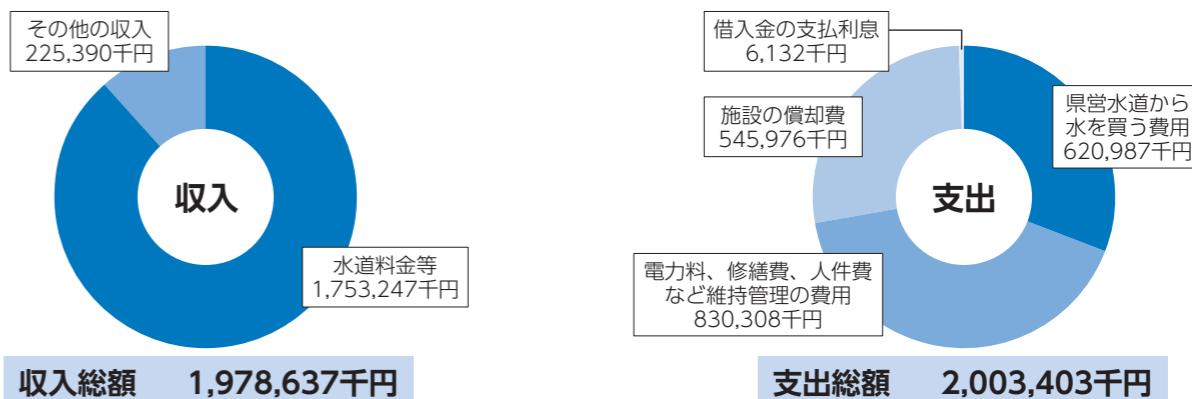 その他の収入
225,390千円
収入
水道料金等
1,753,247千円
収入総額 1,978,637千円
借入金の支払利息
6,132千円
県営水道から
水を買う費用
620,987千円
施設の償却費
545,976千円
支出
電力料、修繕費、人件費
など維持管理の費用
830,308千円
支出総額 2,003,403千円